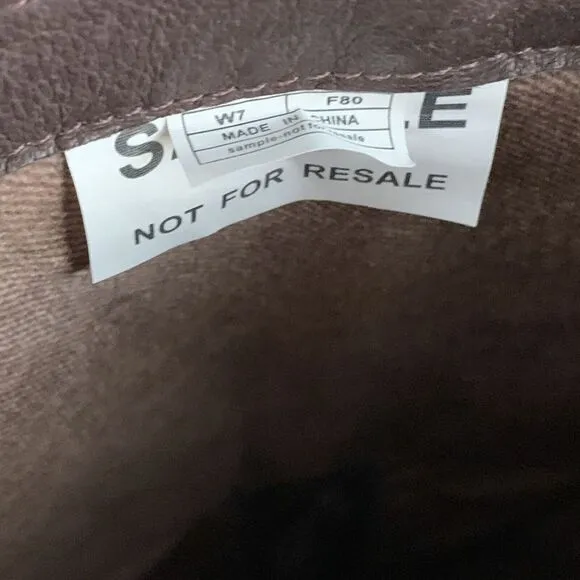 W7 F80
MADE IN CHINA
sample-not for resale
S E
NOT FOR RESALE